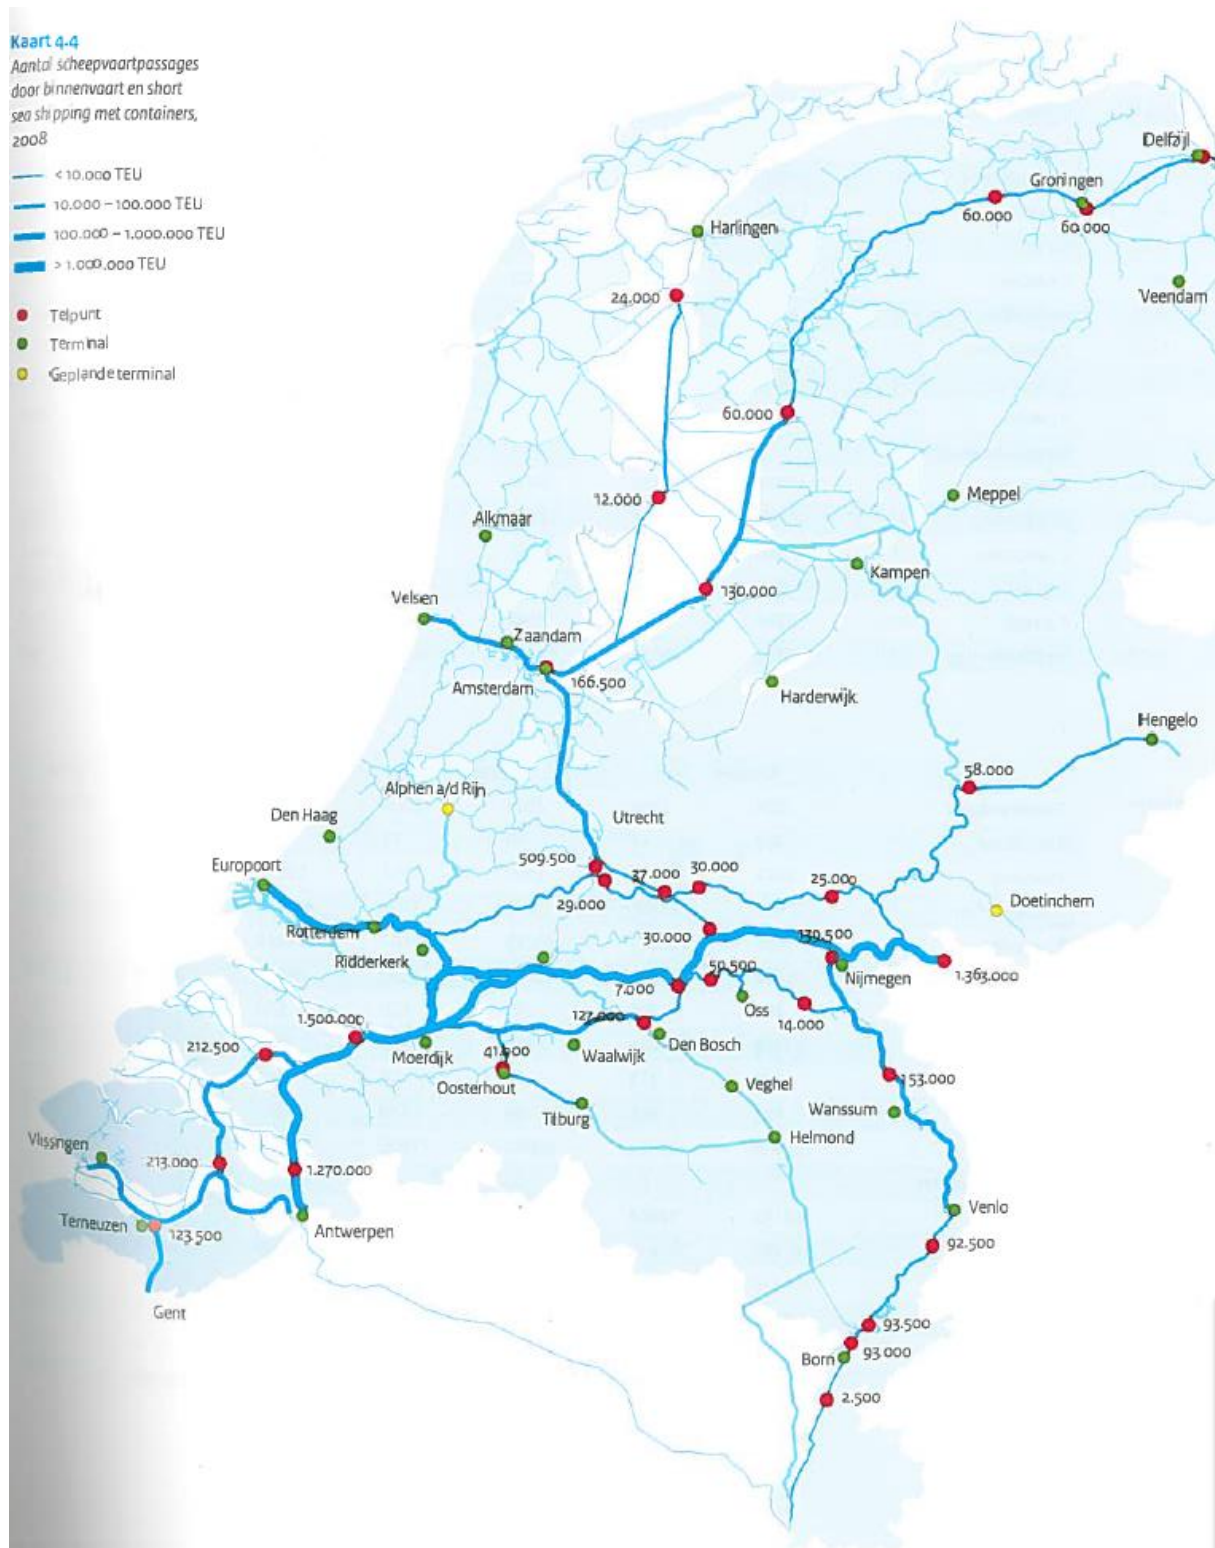 Kaart 4.4
Aantal scheepvaartpassages
door binnenvaart en short
sea shipping met containers,
2008
< 10.000 TEU
10.000 – 100.000 TEU
100.000 – 1.000.000 TEU
> 1.000.000 TEU
Telpunt
Terminal
Geplande terminal
Delfzijl
Groningen
60.000
60.000
Harlingen
Veendam
24.000
60.000
12.000
Meppel
Alkmaar
Kampen
130.000
Velsen
Zaandam
Amsterdam
166.500
Harderwijk
Hengelo
58.000
Alphen a/d Rijn
Den Haag
Utrecht
Europoort
509.500
37.000
30.000
25.000
29.000
Doetinchem
Rotterdam
30.000
139.500
Ridderkerk
50.500
Nijmegen
1.363.000
7.000
Oss
14.000
1.500.000
127.000
212.500
Moerdijk
41.000
Waalwijk
Den Bosch
Oosterhout
153.000
Veghel
Tilburg
Wanssum
Helmond
Vlissingen
213.000
1.270.000
Venlo
Terneuzen
123.500
Antwerpen
92.500
Gent
93.500
93.000
Born
2.500